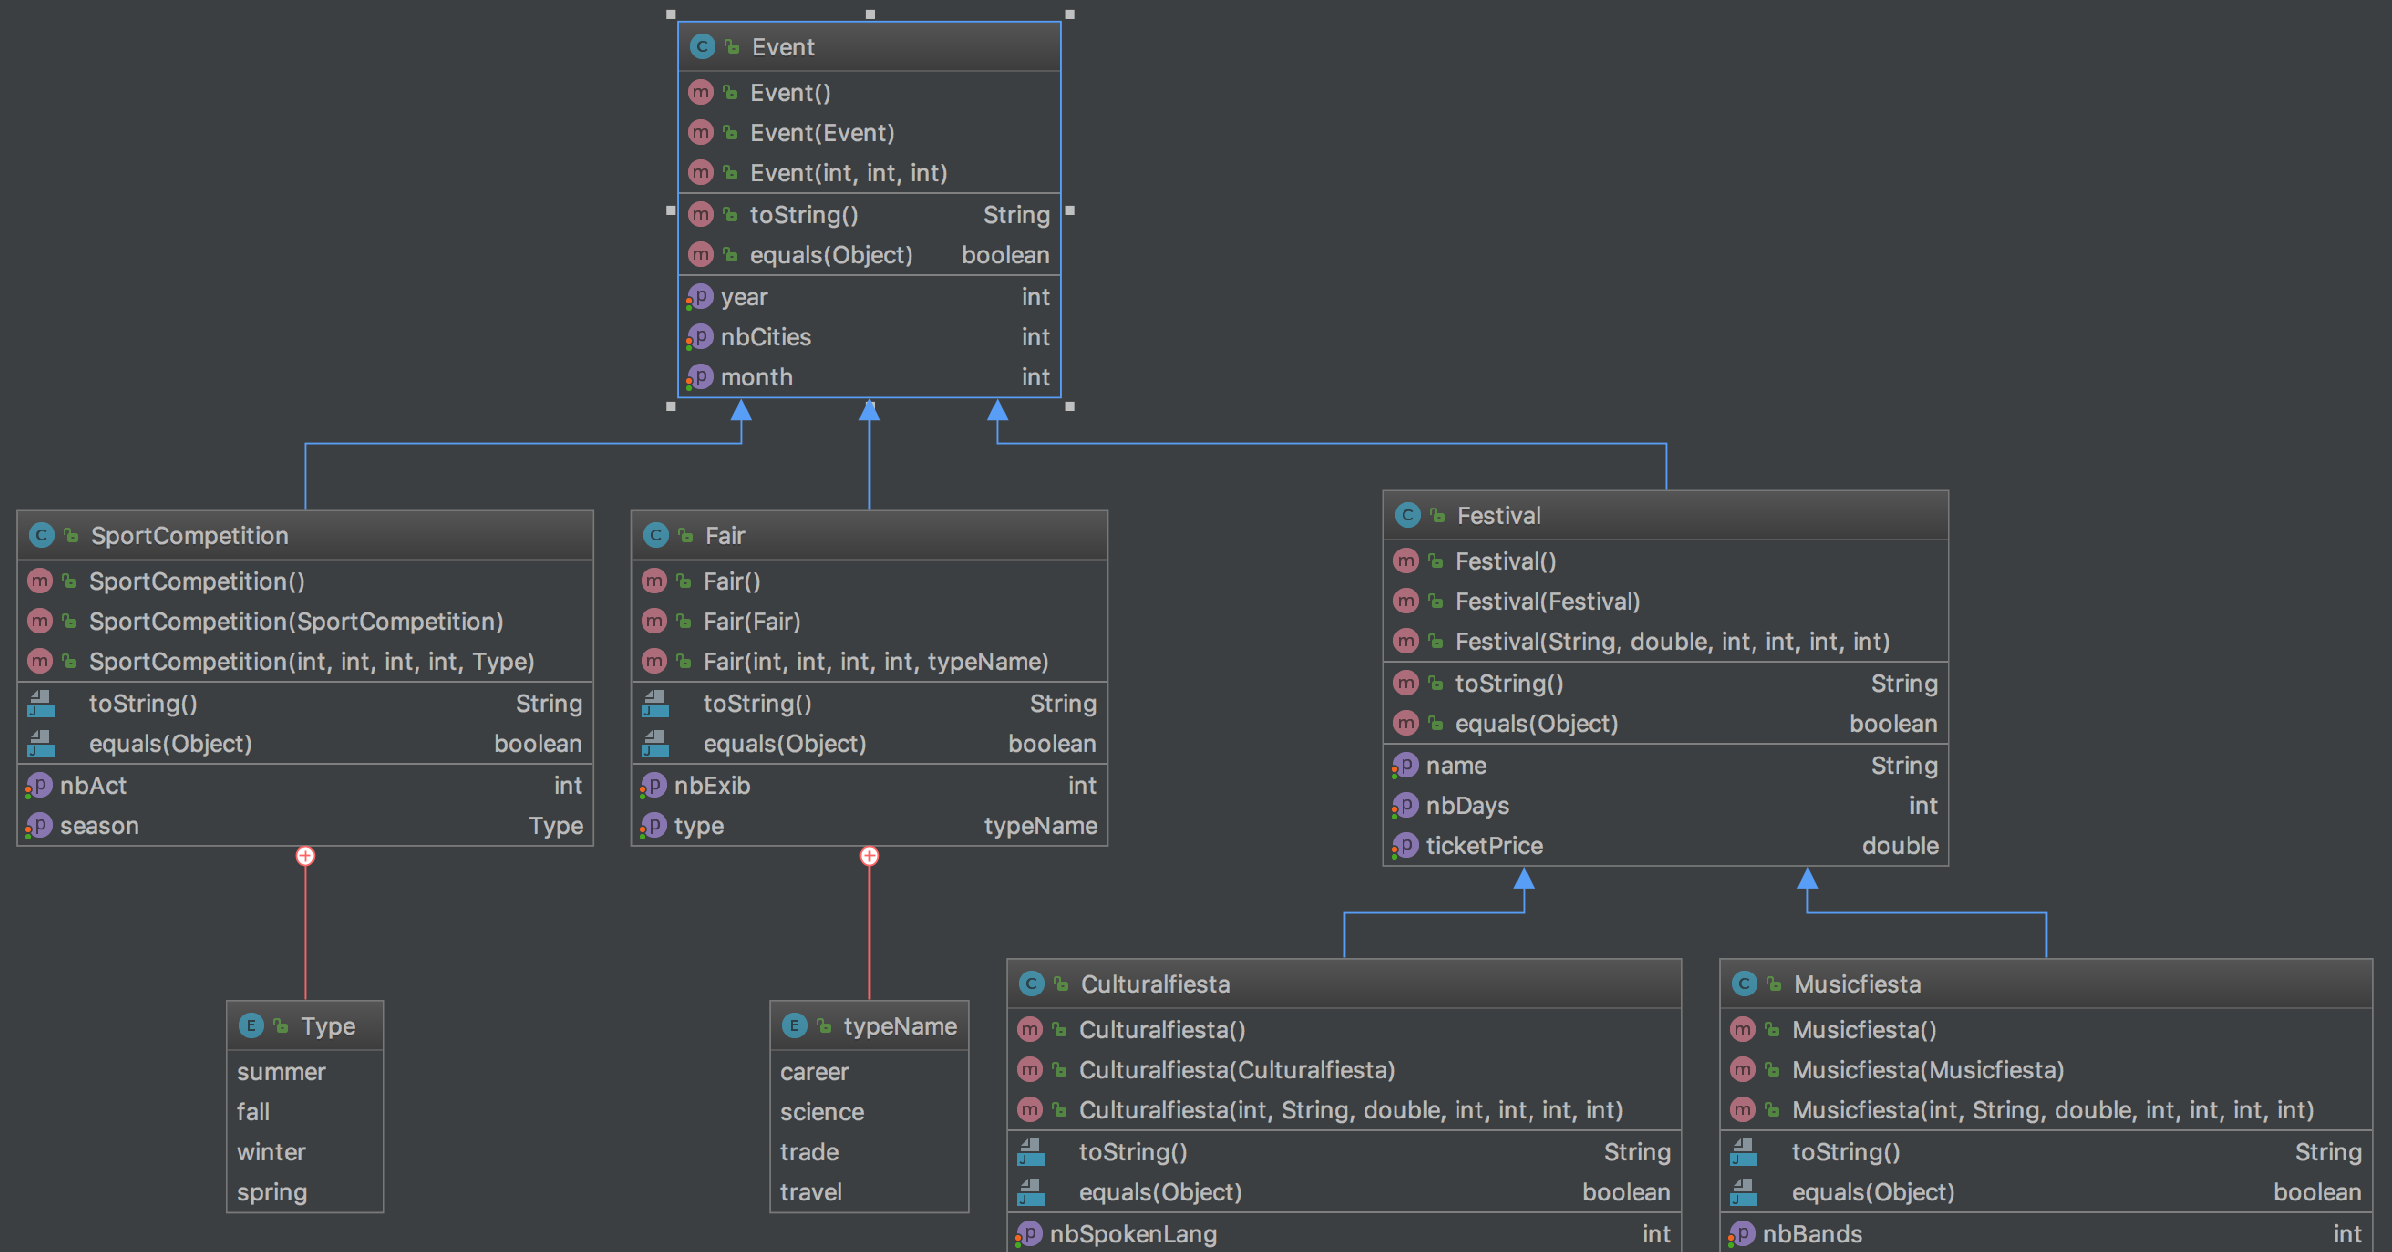 Event
Event()
Event(Event)
Event(int, int, int)
toString() String
equals(Object) boolean
year int
nbCities int
month int
SportCompetition
SportCompetition()
SportCompetition(SportCompetition)
SportCompetition(int, int, int, int, Type)
toString() String
equals(Object) boolean
nbAct int
season Type
Fair
Fair()
Fair(Fair)
Fair(int, int, int, int, typeName)
toString() String
equals(Object) boolean
nbExib int
type typeName
Festival
Festival()
Festival(Festival)
Festival(String, double, int, int, int, int)
toString() String
equals(Object) boolean
name String
nbDays int
ticketPrice double
Type
summer
fall
winter
spring
typeName
career
science
trade
travel
Culturalfiesta
Culturalfiesta()
Culturalfiesta(Culturalfiesta)
Culturalfiesta(int, String, double, int, int, int, int)
toString() String
equals(Object) boolean
nbSpokenLang int
Musicfiesta
Musicfiesta()
Musicfiesta(Musicfiesta)
Musicfiesta(int, String, double, int, int, int, int)
toString() String
equals(Object) boolean
nbBands int